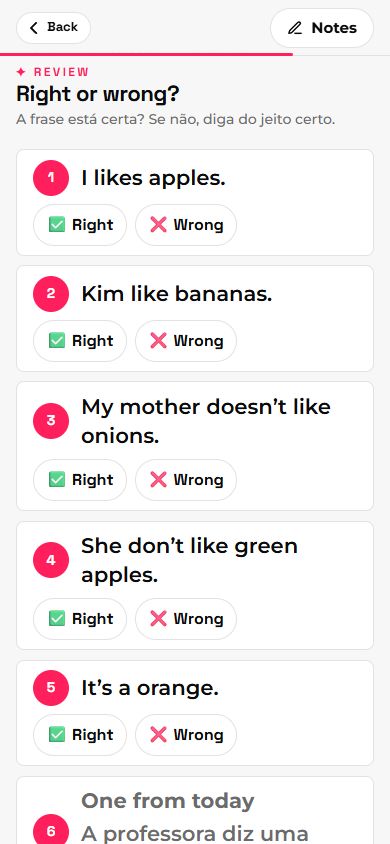 Back
Notes
REVIEW
Right or wrong?
A frase está certa? Se não, diga do jeito certo.
1 I likes apples.
Right Wrong
2 Kim like bananas.
Right Wrong
3 My mother doesn’t like
onions.
Right Wrong
4 She don’t like green
apples.
Right Wrong
5 It’s a orange.
Right Wrong
One from today
6 A professora diz uma